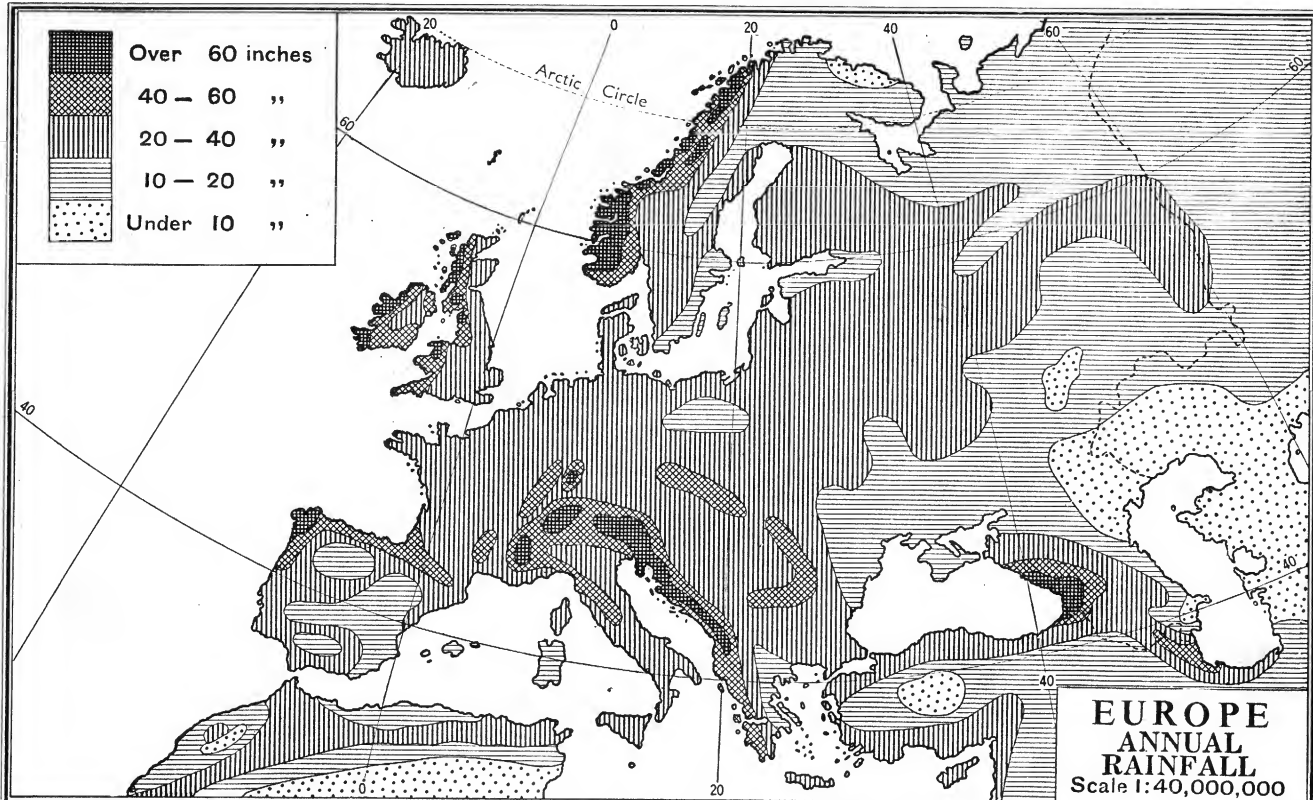 Over 60 inches
40 – 60 ,,
20 – 40 ,,
10 – 20 ,,
Under 10 ,,
20
0
20
40
60
60
Arctic Circle
60
40
40
40
0
20
EUROPE
ANNUAL
RAINFALL
Scale 1:40,000,000